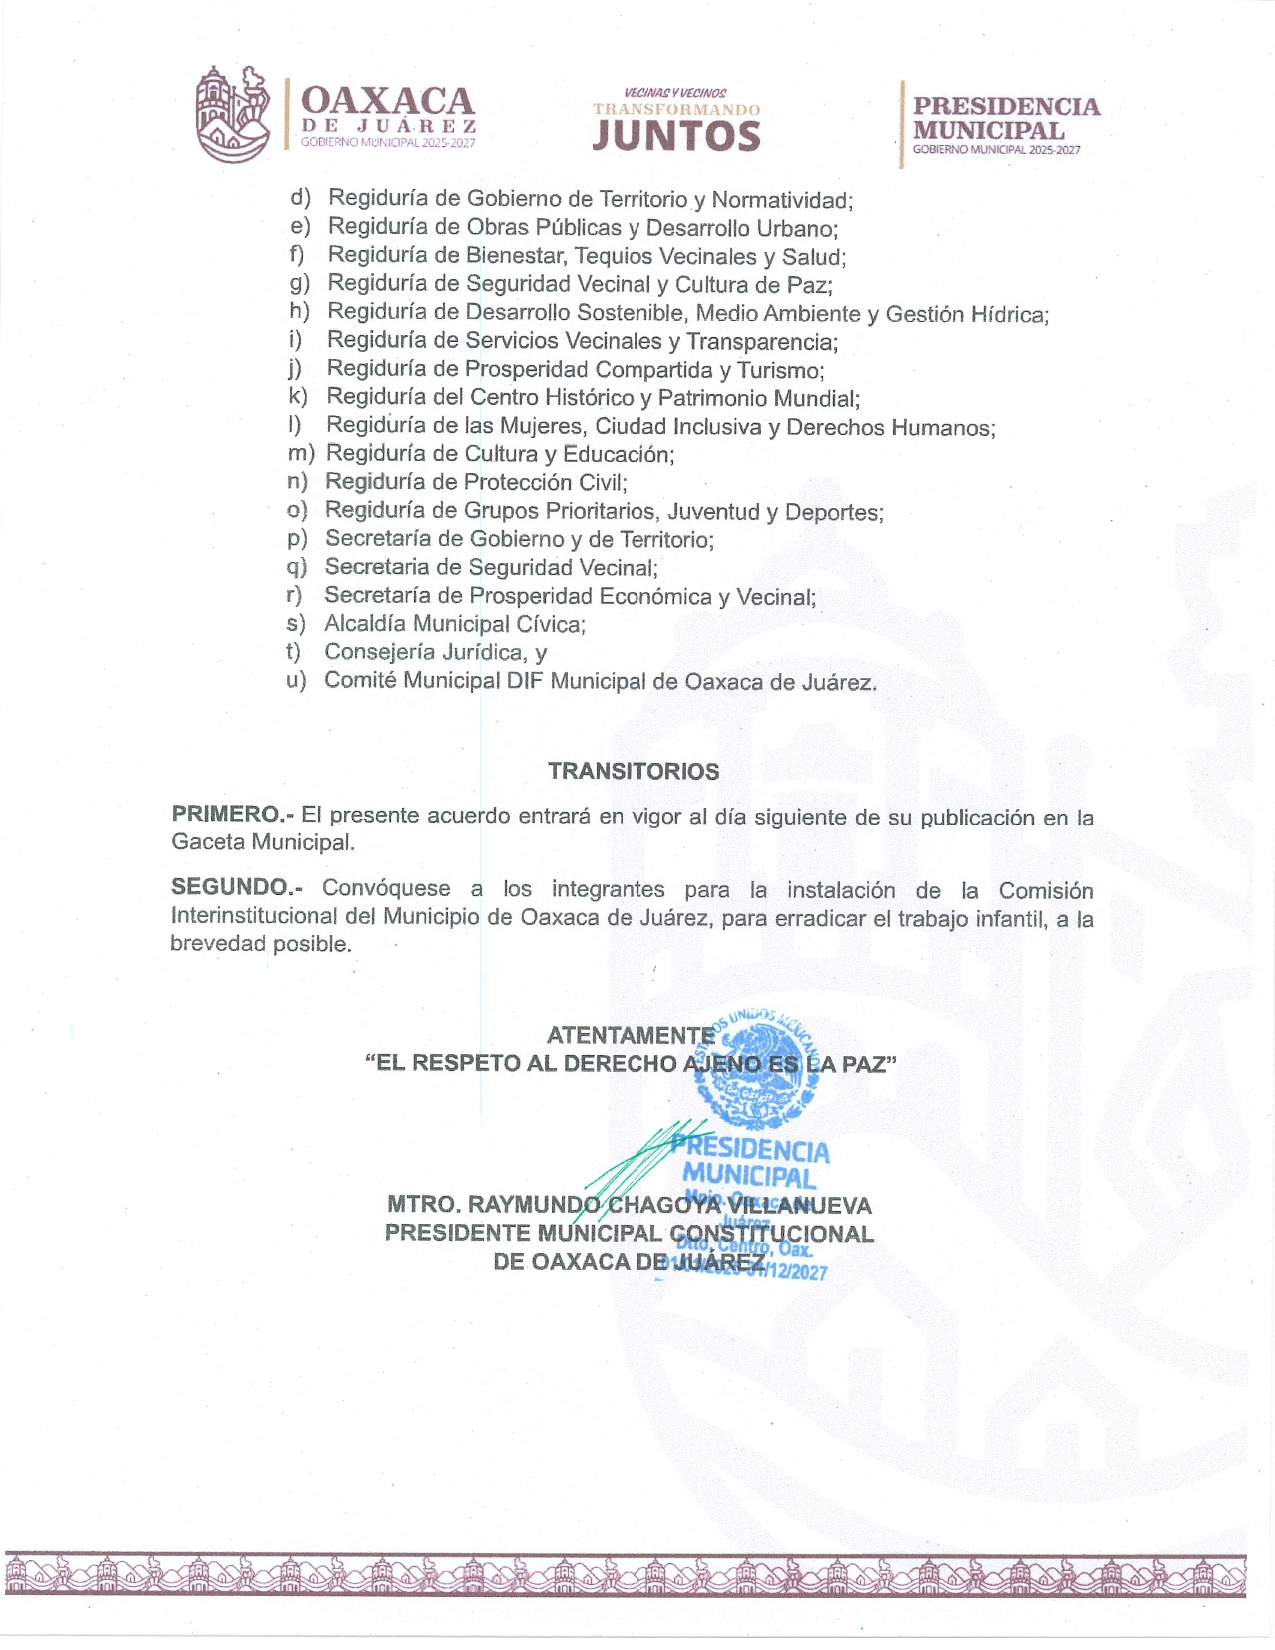 OAXACA
DE JUÁREZ
GOBIERNO MUNICIPAL 2025-2027
VECINAS Y VECINOS
TRANSFORMANDO
JUNTOS
PRESIDENCIA
MUNICIPAL
GOBIERNO MUNICIPAL 2025-2027
d) Regiduría de Gobierno de Territorio y Normatividad;
e) Regiduría de Obras Públicas y Desarrollo Urbano;
f) Regiduría de Bienestar, Tequios Vecinales y Salud;
g) Regiduría de Seguridad Vecinal y Cultura de Paz;
h) Regiduría de Desarrollo Sostenible, Medio Ambiente y Gestión Hídrica;
i) Regiduría de Servicios Vecinales y Transparencia;
j) Regiduría de Prosperidad Compartida y Turismo;
k) Regiduría del Centro Histórico y Patrimonio Mundial;
l) Regiduría de las Mujeres, Ciudad Inclusiva y Derechos Humanos;
m) Regiduría de Cultura y Educación;
n) Regiduría de Protección Civil;
o) Regiduría de Grupos Prioritarios, Juventud y Deportes;
p) Secretaría de Gobierno y de Territorio;
q) Secretaria de Seguridad Vecinal;
r) Secretaría de Prosperidad Económica y Vecinal;
s) Alcaldía Municipal Cívica;
t) Consejería Jurídica, y
u) Comité Municipal DIF Municipal de Oaxaca de Juárez.
TRANSITORIOS
PRIMERO.- El presente acuerdo entrará en vigor al día siguiente de su publicación en la
Gaceta Municipal.
SEGUNDO.- Convóquese a los integrantes para la instalación de la Comisión
Interinstitucional del Municipio de Oaxaca de Juárez, para erradicar el trabajo infantil, a la
brevedad posible.
ATENTAMENTE
“EL RESPETO AL DERECHO AJENO ES LA PAZ”
UNIDOS MEXICANOS
PRESIDENCIA
MUNICIPAL
MTRO. RAYMUNDO CHAGOYA VILLANUEVA
PRESIDENTE MUNICIPAL CONSTITUCIONAL
DE OAXACA DE JUÁREZ
Juárez
Dtto. Centro, Oax.
31/12/2027